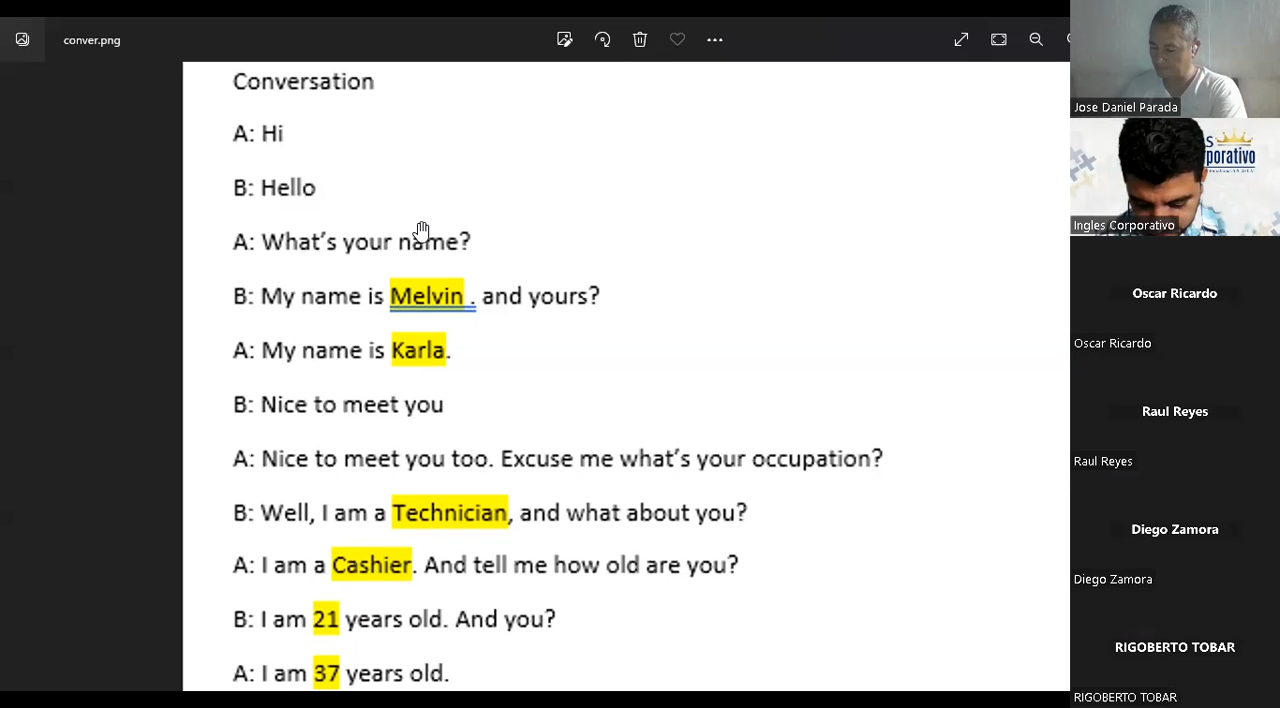 conver.png
Conversation
A: Hi
B: Hello
A: What's your name?
B: My name is Melvin . and yours?
A: My name is Karla.
B: Nice to meet you
A: Nice to meet you too. Excuse me what's your occupation?
B: Well, I am a Technician, and what about you?
A: I am a Cashier. And tell me how old are you?
B: I am 21 years old. And you?
A: I am 37 years old.
Jose Daniel Parada
Ingles Corporativo
Oscar Ricardo
Oscar Ricardo
Raul Reyes
Raul Reyes
Diego Zamora
Diego Zamora
RIGOBERTO TOBAR
RIGOBERTO TOBAR